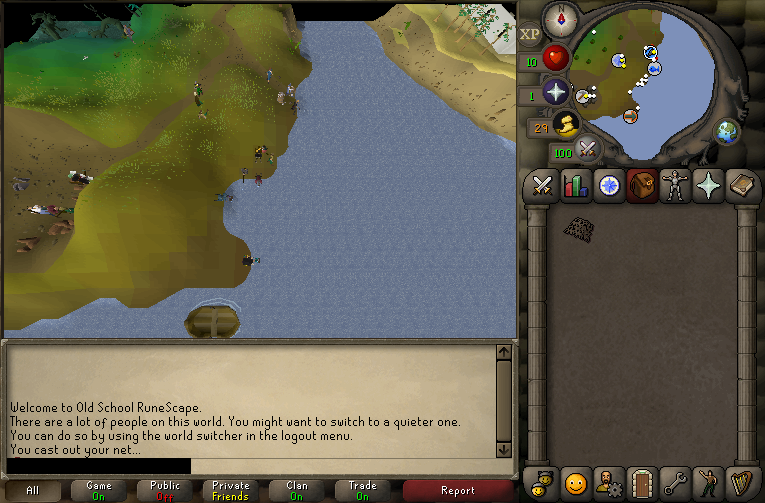 XP
10
1
29
100
Welcome to Old School RuneScape.
There are a lot of people on this world. You might want to switch to a quieter one.
You can do so by using the world switcher in the logout menu.
You cast out your net...
All
Game
On
Public
Off
Private
Friends
Clan
On
Trade
On
Report